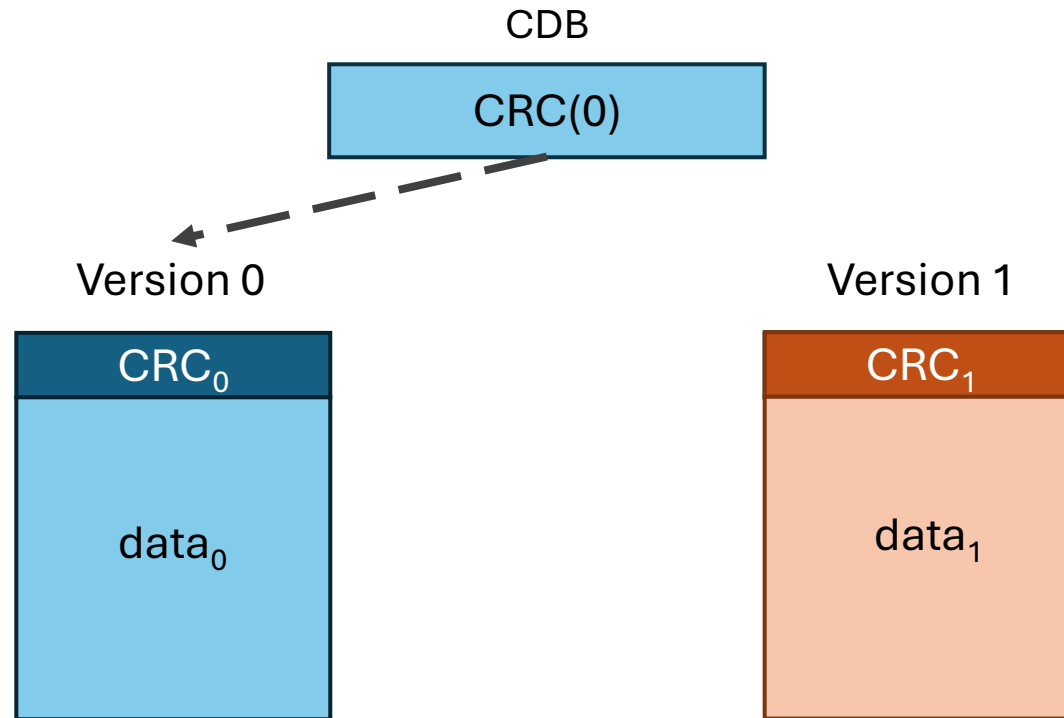 CDB
CRC(0)
Version 0
Version 1
CRC₀
CRC₁
data₀
data₁